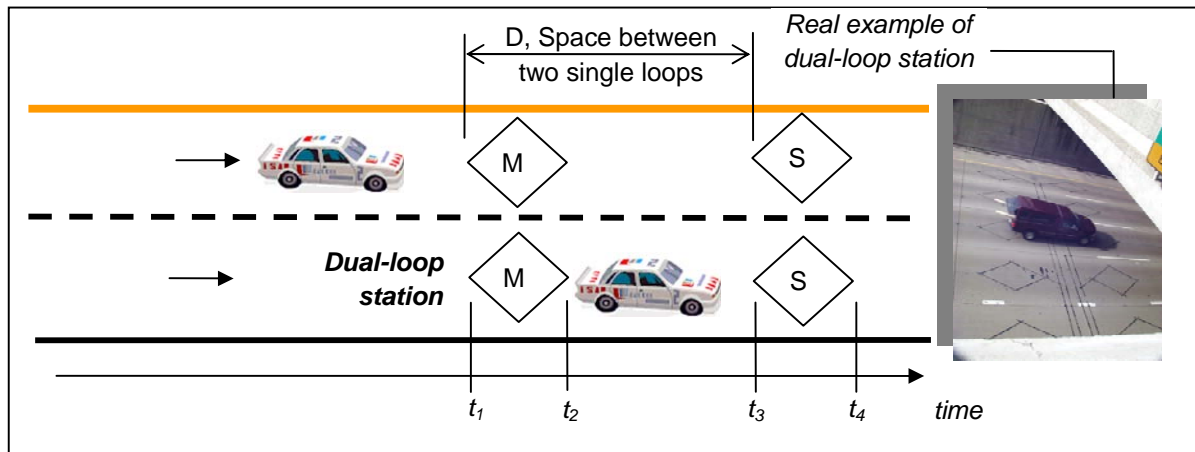 D, Space between
two single loops
Real example of
dual-loop station
M
S
Dual-loop
station
M
S
t1
t2
t3
t4
time